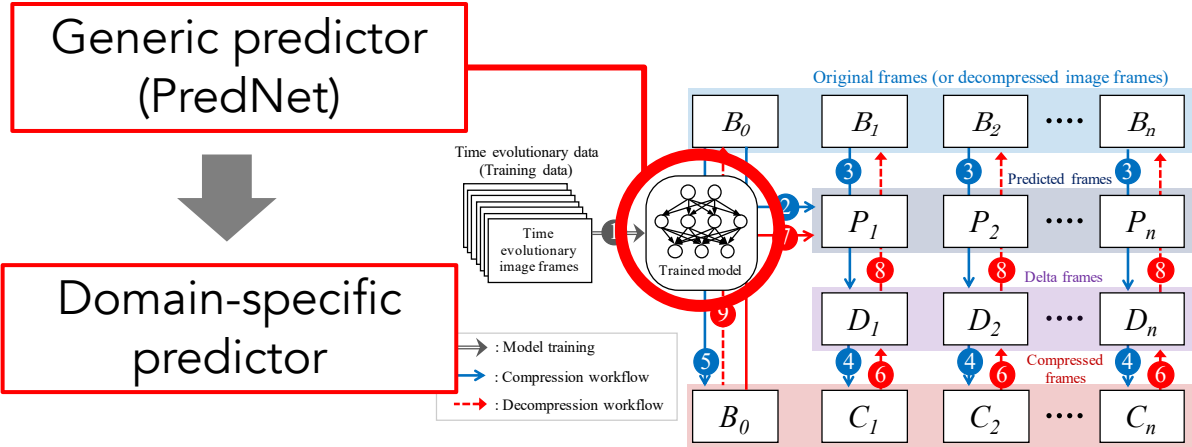 Generic predictor
(PredNet)
Domain-specific
predictor
Original frames (or decompressed image frames)
B0 B1 B2 •••• Bn
3 3 3
Time evolutionary data
(Training data)
Time
evolutionary
image frames
1
Trained model
2
7
Predicted frames
P1 P2 •••• Pn
8 8 8
Delta frames
D1 D2 •••• Dn
9
5
4 6 4 6 4 6
Compressed
frames
B0 C1 C2 •••• Cn
: Model training
: Compression workflow
: Decompression workflow